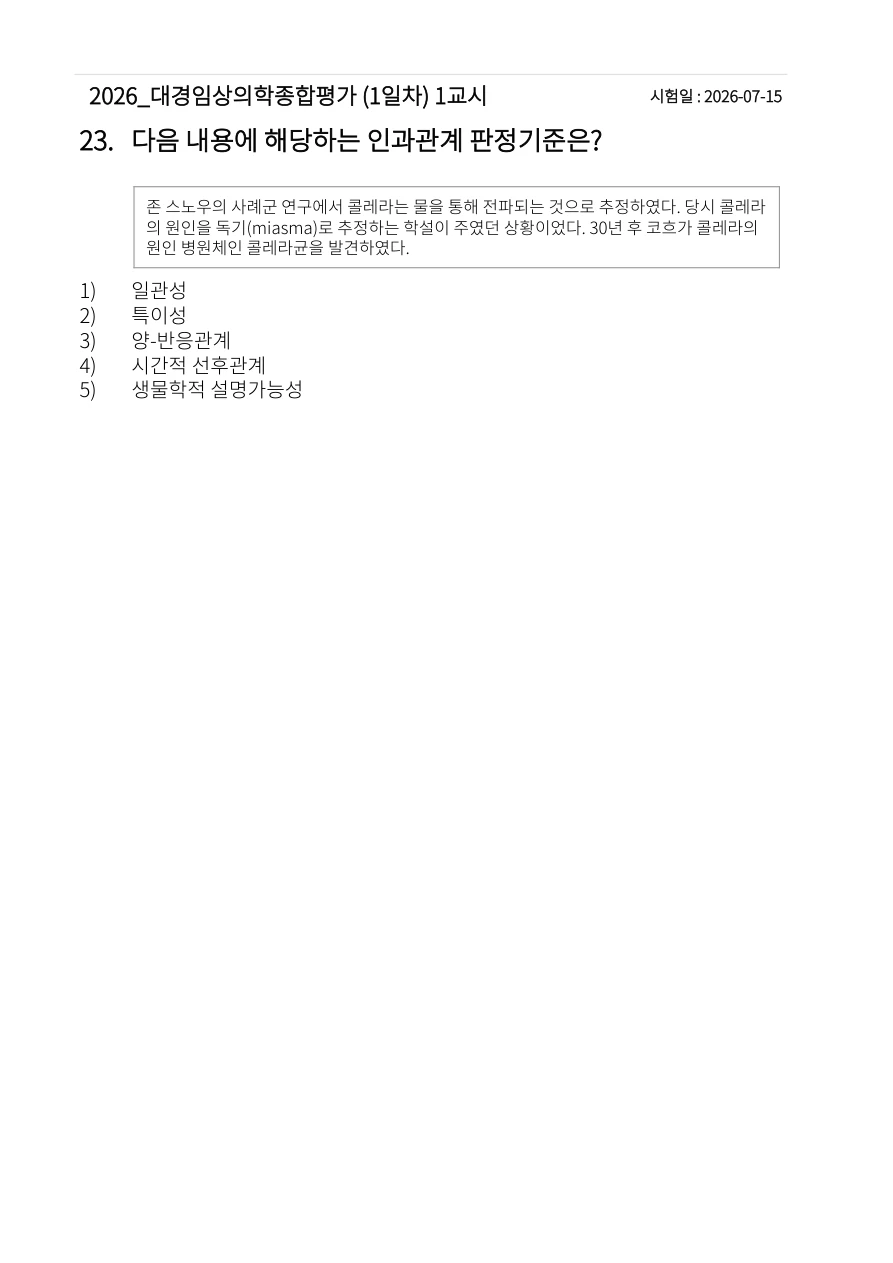 2026_대경임상의학종합평가 (1일차) 1교시
시험일 : 2026-07-15
23. 다음 내용에 해당하는 인과관계 판정기준은?
존 스노우의 사례군 연구에서 콜레라는 물을 통해 전파되는 것으로 추정하였다. 당시 콜레라
의 원인을 독기(miasma)로 추정하는 학설이 주였던 상황이었다. 30년 후 코흐가 콜레라의
원인 병원체인 콜레라균을 발견하였다.
1) 일관성
2) 특이성
3) 양-반응관계
4) 시간적 선후관계
5) 생물학적 설명가능성